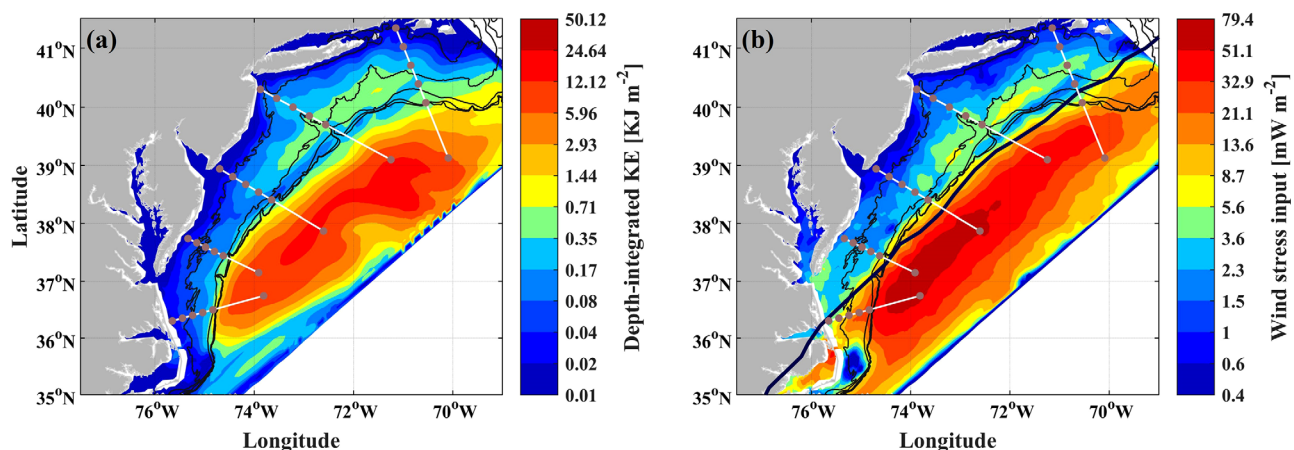 (a)
41°N
40°N
39°N
38°N
37°N
36°N
35°N
Latitude
76°W
74°W
72°W
70°W
Longitude
50.12
24.64
12.12
5.96
2.93
1.44
0.71
0.35
0.17
0.08
0.04
0.02
0.01
Depth-integrated KE [KJ m⁻²]
(b)
41°N
40°N
39°N
38°N
37°N
36°N
35°N
76°W
74°W
72°W
70°W
Longitude
79.4
51.1
32.9
21.1
13.6
8.7
5.6
3.6
2.3
1.5
1
0.6
0.4
Wind stress input [mW m⁻²]